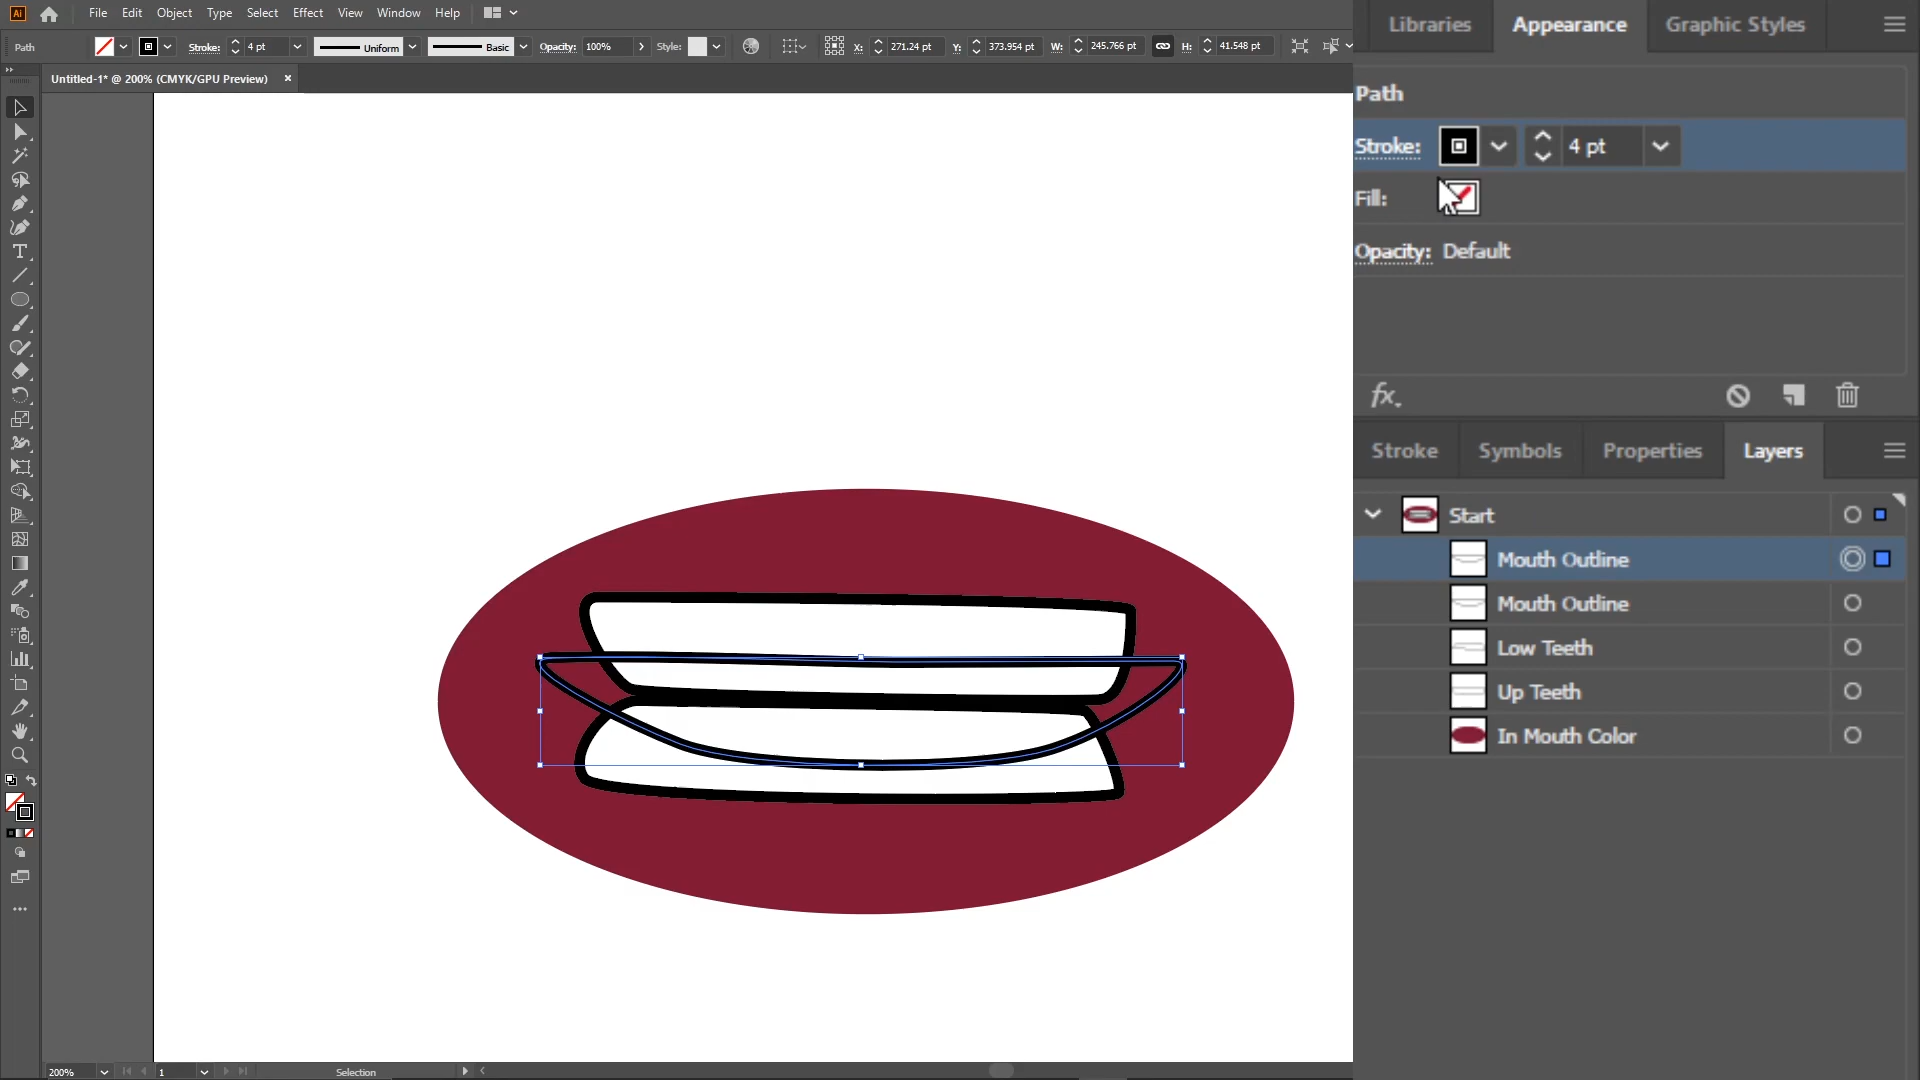 Ai File Edit Object Type Select Effect View Window Help
Path Stroke: 4 pt Uniform Basic Opacity: 100% Style: X: 271.24 pt Y: 373.954 pt W: 245.766 pt H: 41.548 pt
Untitled-1* @ 200% (CMYK/GPU Preview) ×
Libraries Appearance Graphic Styles
Path
Stroke: 4 pt
Fill:
Opacity: Default
fx
Stroke Symbols Properties Layers
Start
Mouth Outline
Mouth Outline
Low Teeth
Up Teeth
In Mouth Color
200% 1 Selection